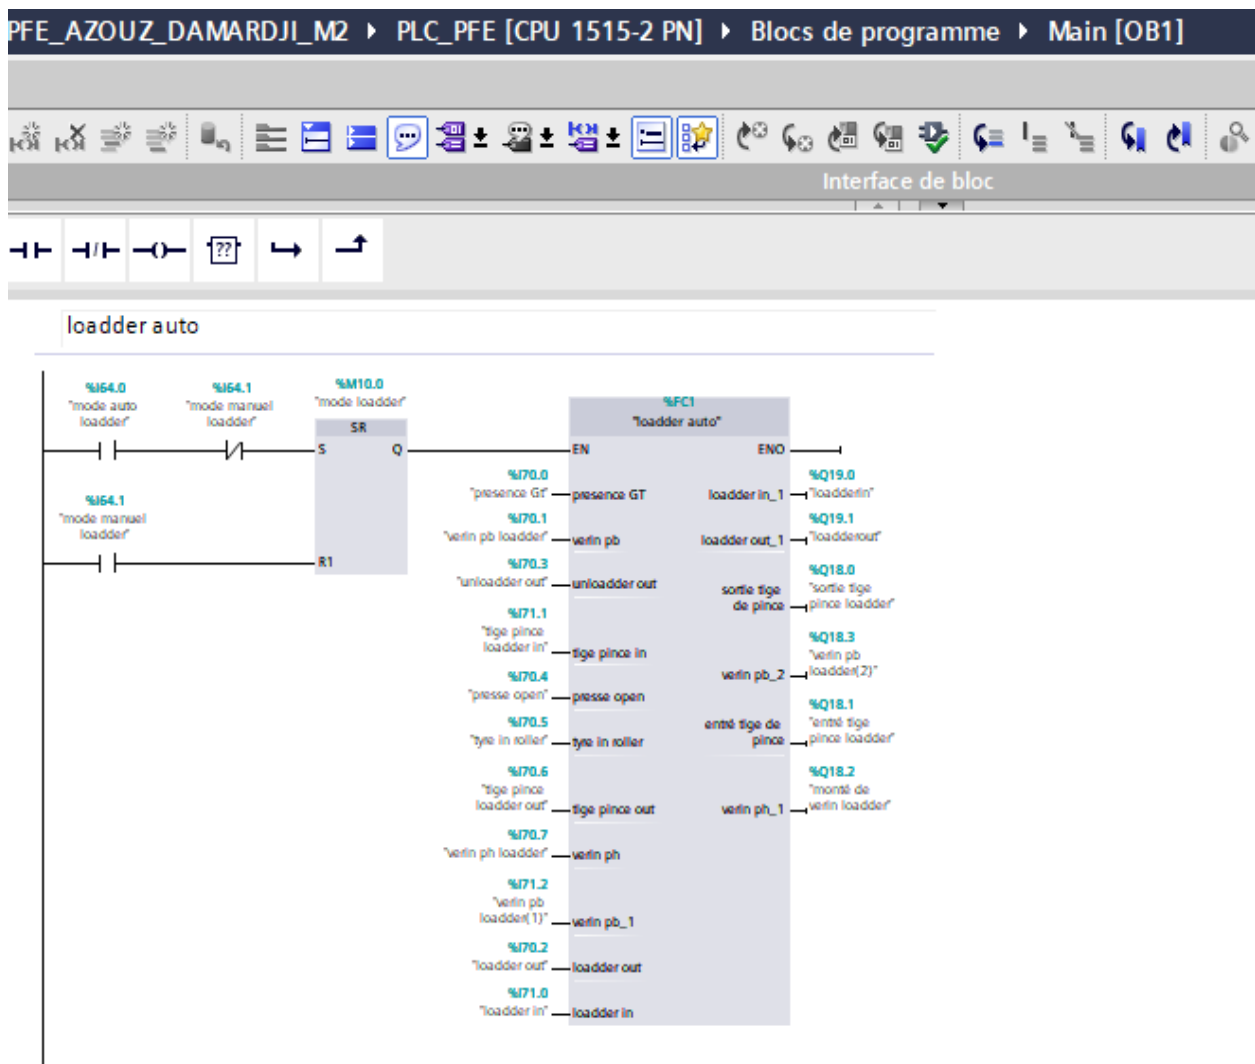 PFE_AZOUZ_DAMARDJI_M2 ▸ PLC_PFE [CPU 1515-2 PN] ▸ Blocs de programme ▸ Main [OB1]
Interface de bloc
??
loadder auto
%I64.0
"mode auto
loadder"
%I64.1
"mode manuel
loadder"
%M10.0
"mode loadder"
SR
S
Q
%I64.1
"mode manuel
loadder"
R1
%FC1
"loadder auto"
EN
ENO
%I70.0
"presence GT"
presence GT
%I70.1
"verin pb loadder"
verin pb
%I70.3
"unloadder out"
unloadder out
%I71.1
"tige pince
loadder in"
tige pince in
%I70.4
"presse open"
presse open
%I70.5
"tyre in roller"
tyre in roller
%I70.6
"tige pince
loadder out"
tige pince out
%I70.7
"verin ph loadder"
verin ph
%I71.2
"verin pb
loadder(1)"
verin pb_1
%I70.2
"loadder out"
loadder out
%I71.0
"loadder in"
loadder in
loadder in_1
%Q19.0
"loadderin"
loadder out_1
%Q19.1
"loadderout"
sortie tige
de pince
%Q18.0
"sortie tige
pince loadder"
verin pb_2
%Q18.3
"verin pb
loadder(2)"
entré tige de
pince
%Q18.1
"entré tige
pince loadder"
verin ph_1
%Q18.2
"monté de
verin loadder"